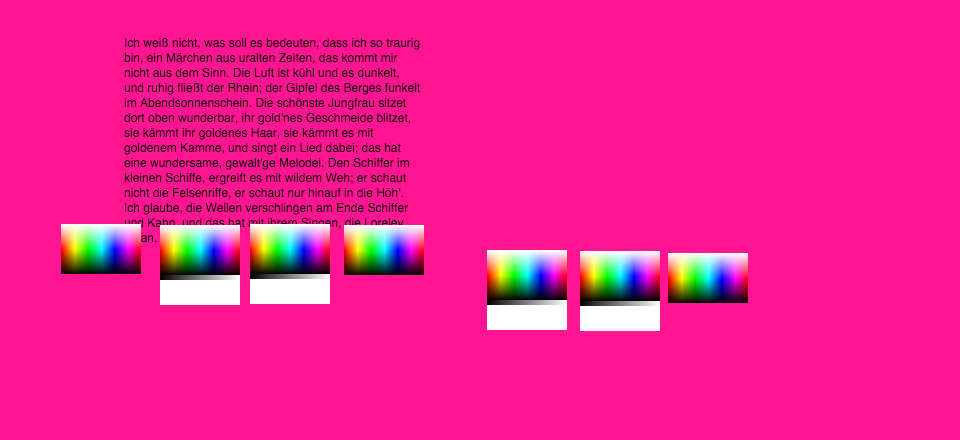 Ich weiß nicht, was soll es bedeuten, dass ich so traurig
bin, ein Märchen aus uralten Zeiten, das kommt mir
nicht aus dem Sinn. Die Luft ist kühl und es dunkelt,
und ruhig fließt der Rhein; der Gipfel des Berges funkelt
im Abendsonnenschein. Die schönste Jungfrau sitzet
dort oben wunderbar, ihr gold'nes Geschmeide blitzet,
sie kämmt ihr goldenes Haar, sie kämmt es mit
goldenem Kamme, und singt ein Lied dabei; das hat
eine wundersame, gewalt'ge Melodei. Den Schiffer im
kleinen Schiffe, ergreift es mit wildem Weh; er schaut
nicht die Felsenriffe, er schaut nur hinauf in die Höh'.
Ich glaube, die Wellen verschlingen am Ende Schiffer
und Kahn, und das hat mit ihrem Singen, die Loreley